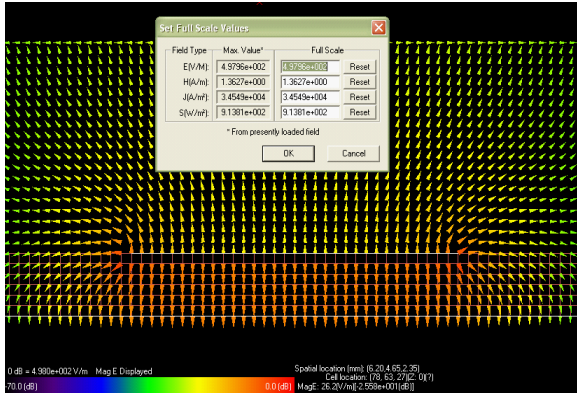 Set Full Scale Values
Field Type Max. Value* Full Scale
E(V/M): 4.9796e+002 4.9796e+002 Reset
H(A/m): 1.3627e+000 1.3627e+000 Reset
J(A/m²): 3.4549e+004 3.4549e+004 Reset
S(W/m²): 9.1381e+002 9.1381e+002 Reset
* From presently loaded field
OK Cancel
0 dB = 4.980e+002 V/m Mag E Displayed
Spatial location [mm]: (6.20,4.65,2.35)
Cell location: (78, 63, 27)[Z: 0](?)
-70.0 (dB) 0.0 (dB) MagE: 26.2[V/m](-2.558e+001(dB)]